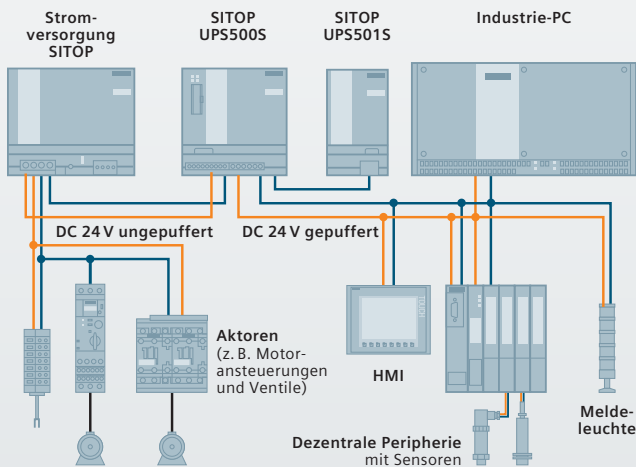 Strom-
versorgung
SITOP
SITOP
UPS500S
SITOP
UPS501S
Industrie-PC
DC 24 V ungepuffert
DC 24 V gepuffert
Aktoren
(z. B. Motor-
ansteuerungen
und Ventile)
HMI
TOUCH
Dezentrale Peripherie
mit Sensoren
Melde-
leuchte